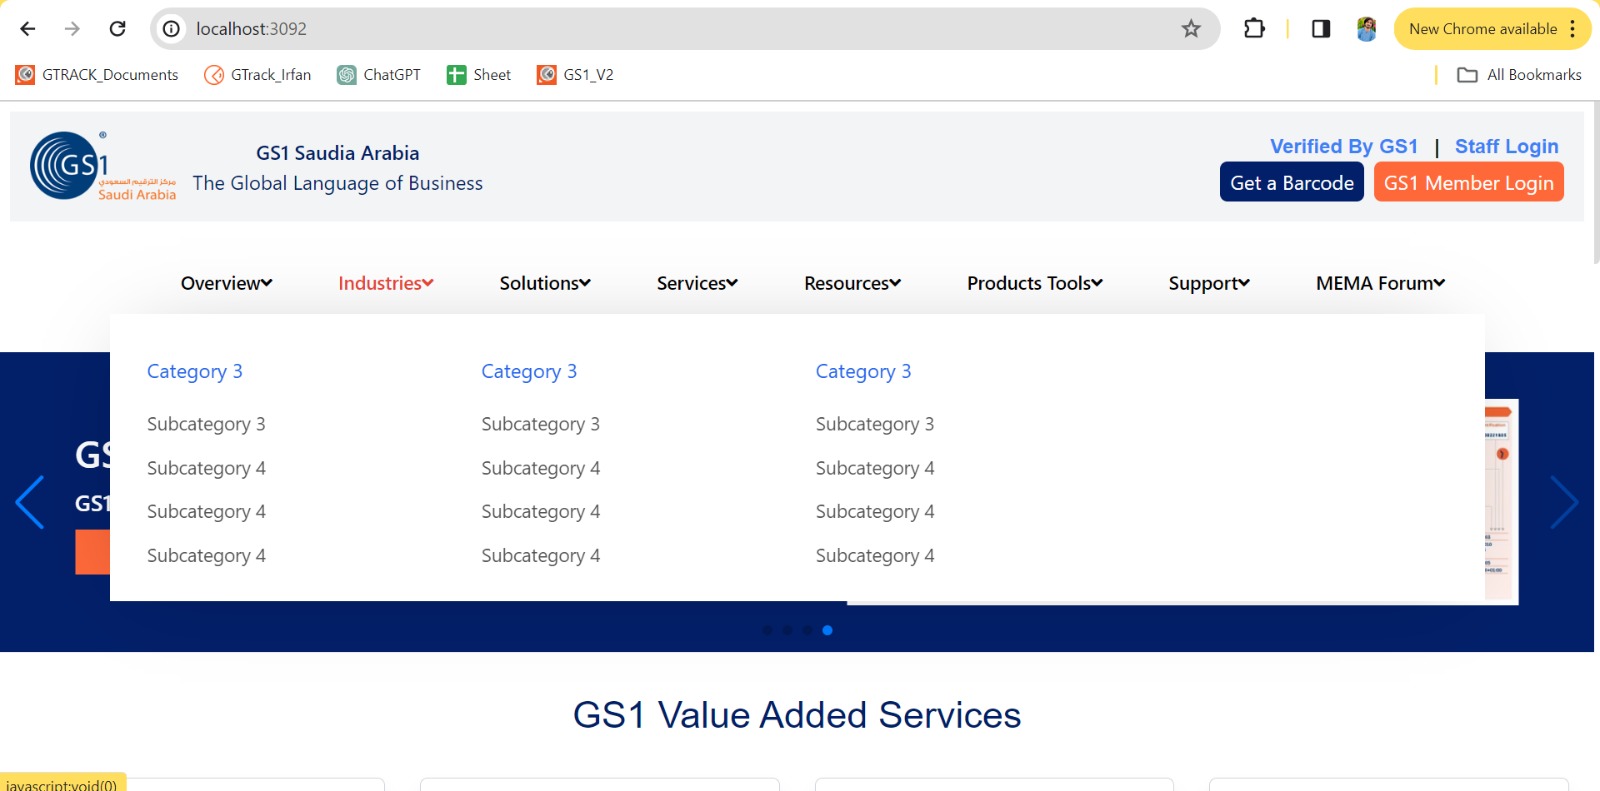 localhost:3092
New Chrome available
GTRACK_Documents
GTrack_Irfan
ChatGPT
Sheet
GS1_V2
All Bookmarks
GS1
®
مركز الترقيم السعودي
Saudi Arabia
GS1 Saudia Arabia
The Global Language of Business
Verified By GS1 | Staff Login
Get a Barcode
GS1 Member Login
Overview
Industries
Solutions
Services
Resources
Products Tools
Support
MEMA Forum
Category 3
Subcategory 3
Subcategory 4
Subcategory 4
Subcategory 4
Category 3
Subcategory 3
Subcategory 4
Subcategory 4
Subcategory 4
Category 3
Subcategory 3
Subcategory 4
Subcategory 4
Subcategory 4
GS
GS1
GS1 Value Added Services
javascript:void(0)